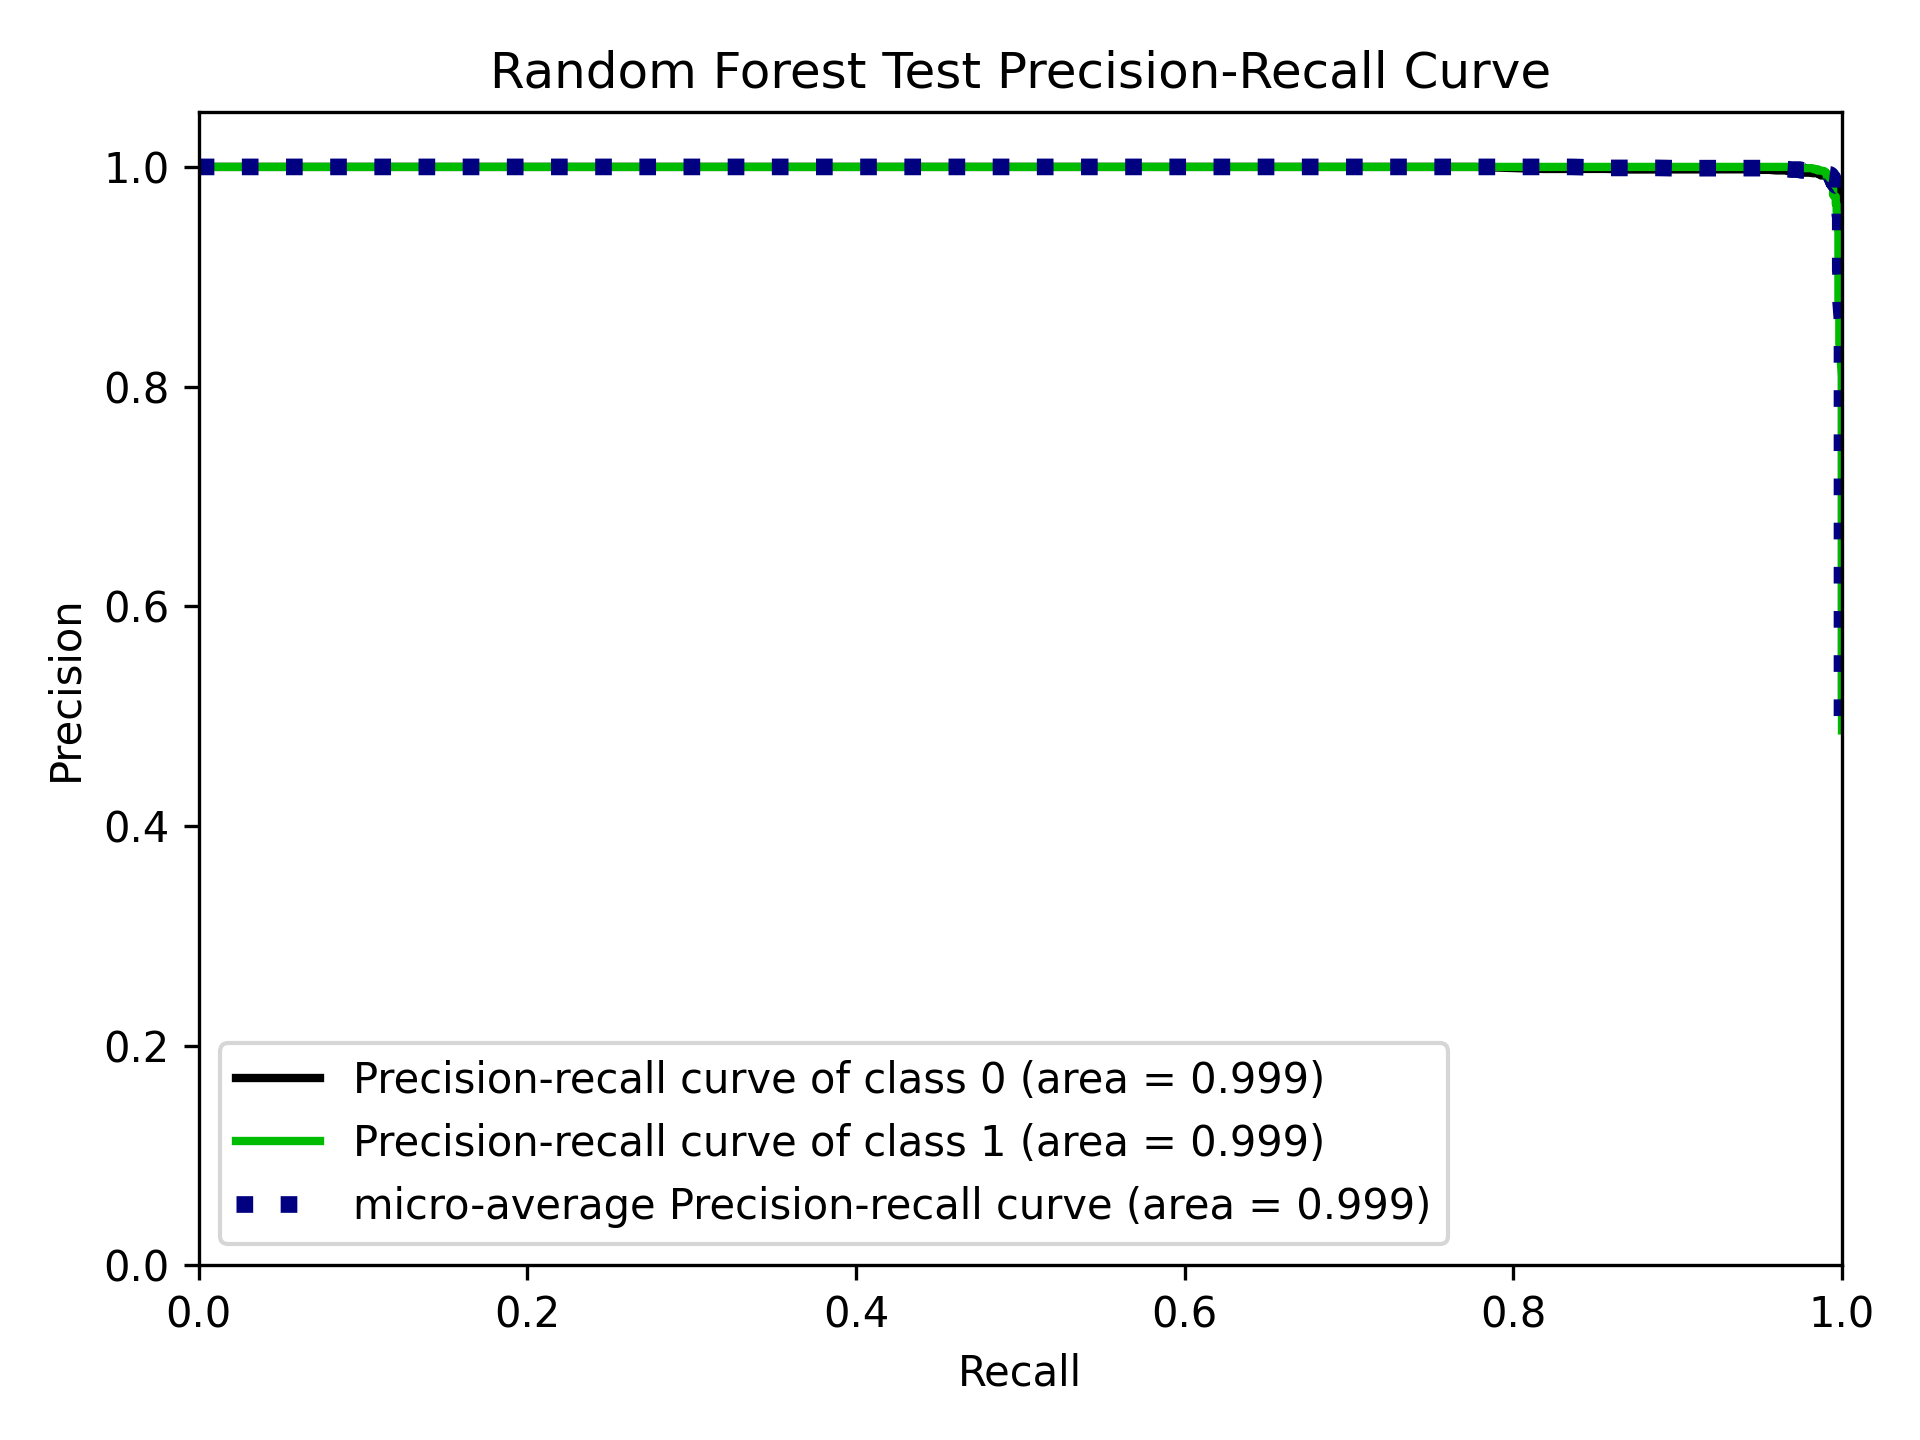 Random Forest Test Precision-Recall Curve
1.0
0.8
0.6
0.4
0.2
0.0
Precision
Precision-recall curve of class 0 (area = 0.999)
Precision-recall curve of class 1 (area = 0.999)
micro-average Precision-recall curve (area = 0.999)
0.0 0.2 0.4 0.6 0.8 1.0
Recall